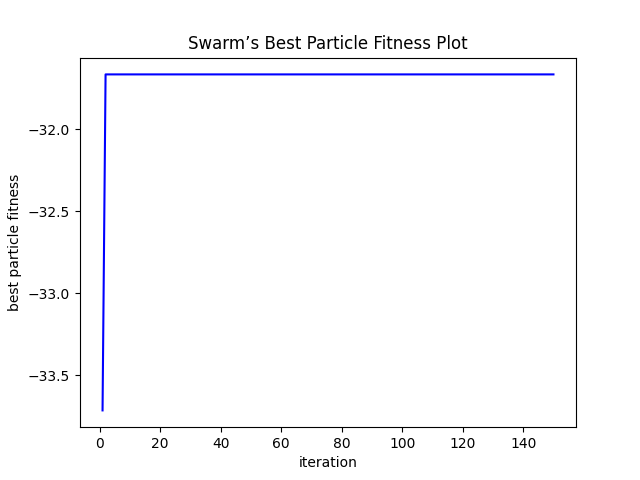 Swarm’s Best Particle Fitness Plot
best particle fitness
−32.0
−32.5
−33.0
−33.5
0 20 40 60 80 100 120 140
iteration